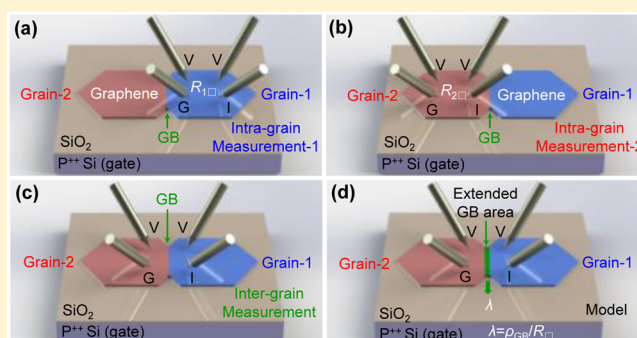 (a)
V V
Grain-2 Graphene R1□ Grain-1
G I
SiO2 GB Intra-grain
Measurement-1
P++ Si (gate)
(b)
V V
Grain-2 R2□ Graphene Grain-1
G I
SiO2 GB Intra-grain
Measurement-2
P++ Si (gate)
(c)
GB
V V
Grain-2 Grain-1
G I
SiO2 Inter-grain
Measurement
P++ Si (gate)
(d)
Extended
GB area
V V
Grain-2 Grain-1
G I
λ
SiO2 Model
P++ Si (gate) λ=ρGB/R□